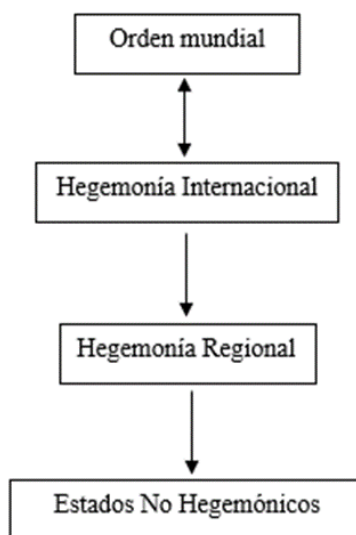 Orden mundial
Hegemonía Internacional
Hegemonía Regional
Estados No Hegemónicos